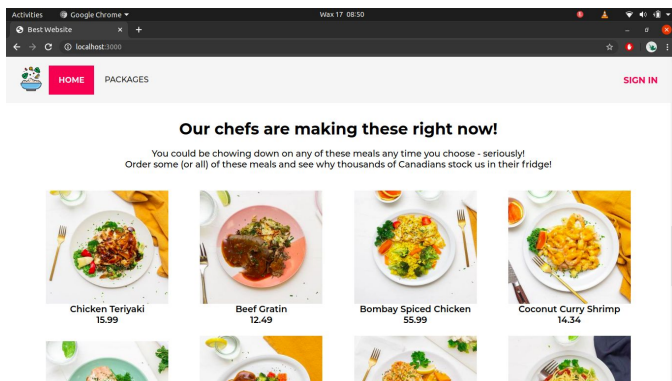 Activities Google Chrome Wax 17 08:50
Best Website
localhost:3000
HOME PACKAGES SIGN IN
Our chefs are making these right now!
You could be chowing down on any of these meals any time you choose - seriously!
Order some (or all) of these meals and see why thousands of Canadians stock us in their fridge!
Chicken Teriyaki Beef Gratin Bombay Spiced Chicken Coconut Curry Shrimp
15.99 12.49 55.99 14.34